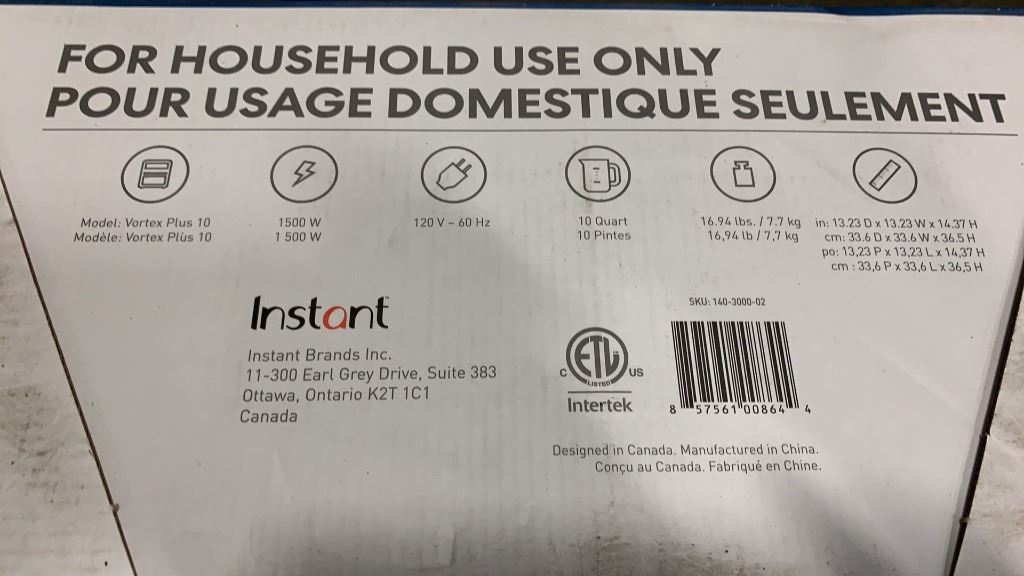 FOR HOUSEHOLD USE ONLY
POUR USAGE DOMESTIQUE SEULEMENT
Model: Vortex Plus 10
Modèle: Vortex Plus 10
1500 W
1 500 W
120 V ~ 60 Hz
10 Quart
10 Pintes
16.94 lbs. / 7.7 kg
16,94 lb / 7,7 kg
in: 13.23 D x 13.23 W x 14.37 H
cm: 33.6 D x 33.6 W x 36.5 H
po: 13,23 P x 13,23 L x 14,37 H
cm : 33,6 P x 33,6 L x 36,5 H
Instant
Instant Brands Inc.
11-300 Earl Grey Drive, Suite 383
Ottawa, Ontario K2T 1C1
Canada
C ETL US
LISTED
Intertek
SKU: 140-3000-02
8 57561 00864 4
Designed in Canada. Manufactured in China.
Conçu au Canada. Fabriqué en Chine.